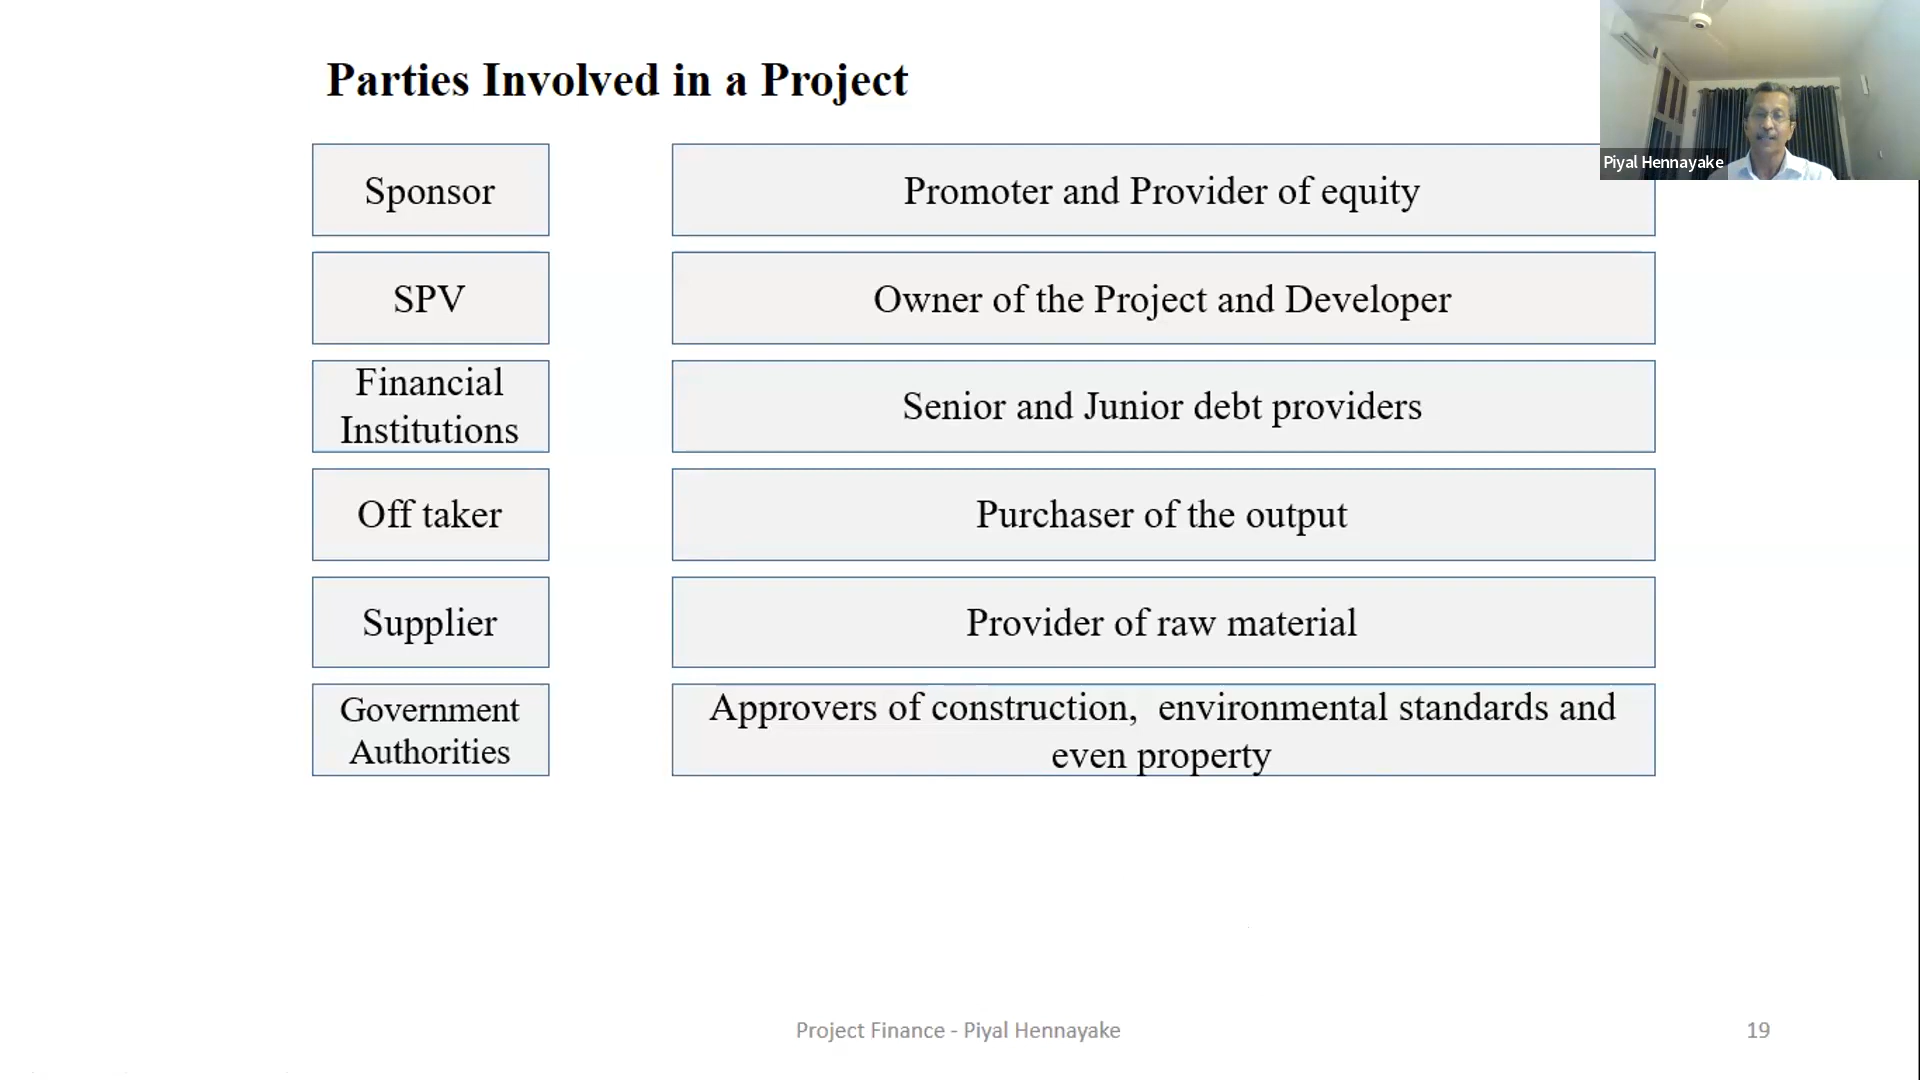 Parties Involved in a Project
Piyal Hennayake
Sponsor
Promoter and Provider of equity
SPV
Owner of the Project and Developer
Financial
Institutions
Senior and Junior debt providers
Off taker
Purchaser of the output
Supplier
Provider of raw material
Government
Authorities
Approvers of construction, environmental standards and
even property
Project Finance - Piyal Hennayake
19